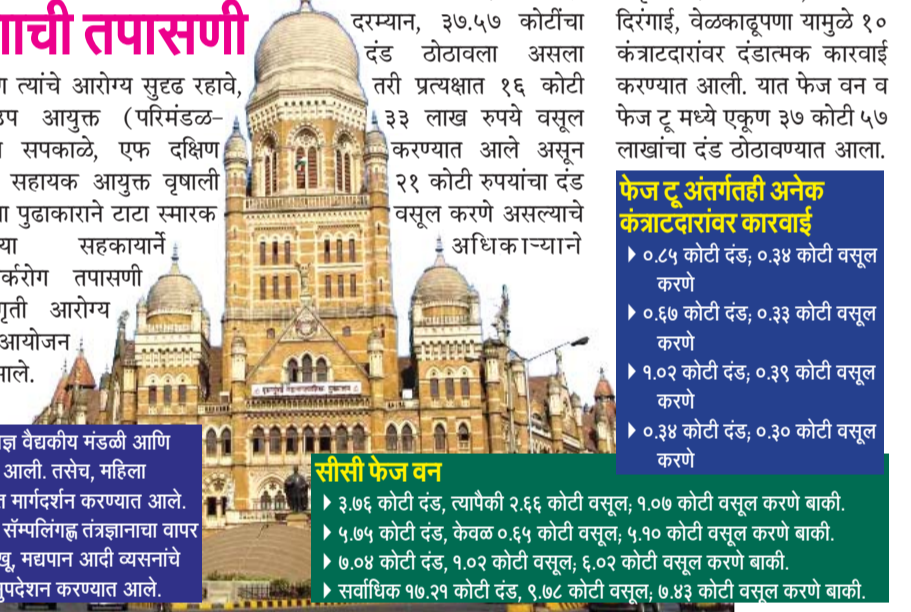 गाची तपासणी
त्यांचे आरोग्य सुदृढ रहावे,
उप आयुक्त (परिमंडळ–
सपकाळे, एफ दक्षिण
सहायक आयुक्त वृषाली
पुढाकाराने टाटा स्मारक
सहकार्याने
कर्करोग तपासणी
आरोग्य
आयोजन
दरम्यान, ३७.५७ कोटींचा
दंड ठोठावला असला
तरी प्रत्यक्षात १६ कोटी
३३ लाख रुपये वसूल
करण्यात आले असून
२१ कोटी रुपयांचा दंड
वसूल करणे असल्याचे
अधिकाऱ्याने
दिरंगाई, वेळकाढूपणा यामुळे १०
कंत्राटदारांवर दंडात्मक कारवाई
करण्यात आली. यात फेज वन व
फेज टू मध्ये एकूण ३७ कोटी ५७
लाखांचा दंड ठोठावण्यात आला.
फेज टू अंतर्गतही अनेक
कंत्राटदारांवर कारवाई
०.८५ कोटी दंड; ०.३४ कोटी वसूल
करणे
०.६७ कोटी दंड; ०.३३ कोटी वसूल
करणे
१.०२ कोटी दंड; ०.३९ कोटी वसूल
करणे
०.३४ कोटी दंड; ०.३० कोटी वसूल
करणे
वैद्यकीय मंडळी आणि
आली. तसेच, महिला
मार्गदर्शन करण्यात आले.
सॅम्पलिंगह्ण तंत्रज्ञानाचा वापर
मद्यपान आदी व्यसनांचे
करण्यात आले.
सीसी फेज वन
३.७६ कोटी दंड, त्यापैकी २.६६ कोटी वसूल; १.०७ कोटी वसूल करणे बाकी.
५.७५ कोटी दंड, केवळ ०.६५ कोटी वसूल; ५.१० कोटी वसूल करणे बाकी.
७.०४ कोटी दंड, १.०२ कोटी वसूल; ६.०२ कोटी वसूल करणे बाकी.
सर्वाधिक १७.२१ कोटी दंड, ९.७८ कोटी वसूल; ७.४३ कोटी वसूल करणे बाकी.